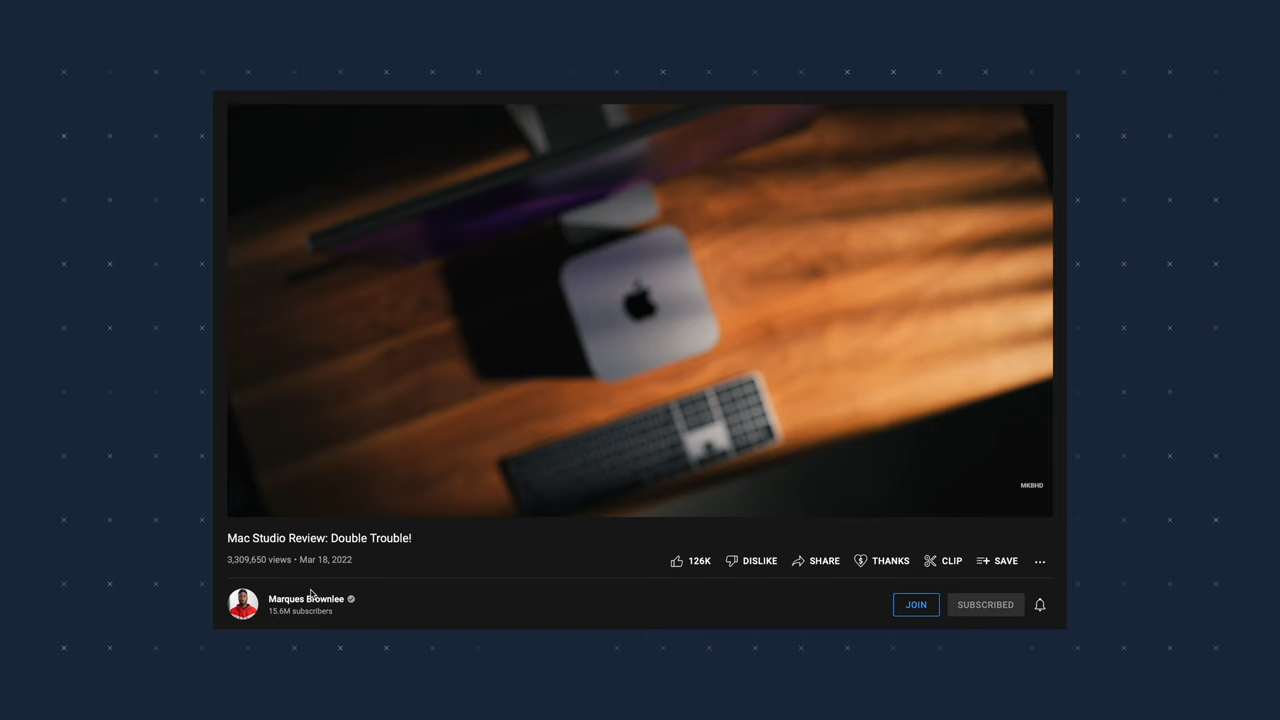 MKBHD
Mac Studio Review: Double Trouble!
3,309,650 views • Mar 18, 2022
126K DISLIKE SHARE THANKS CLIP SAVE
Marques Brownlee
15.6M subscribers
JOIN SUBSCRIBED